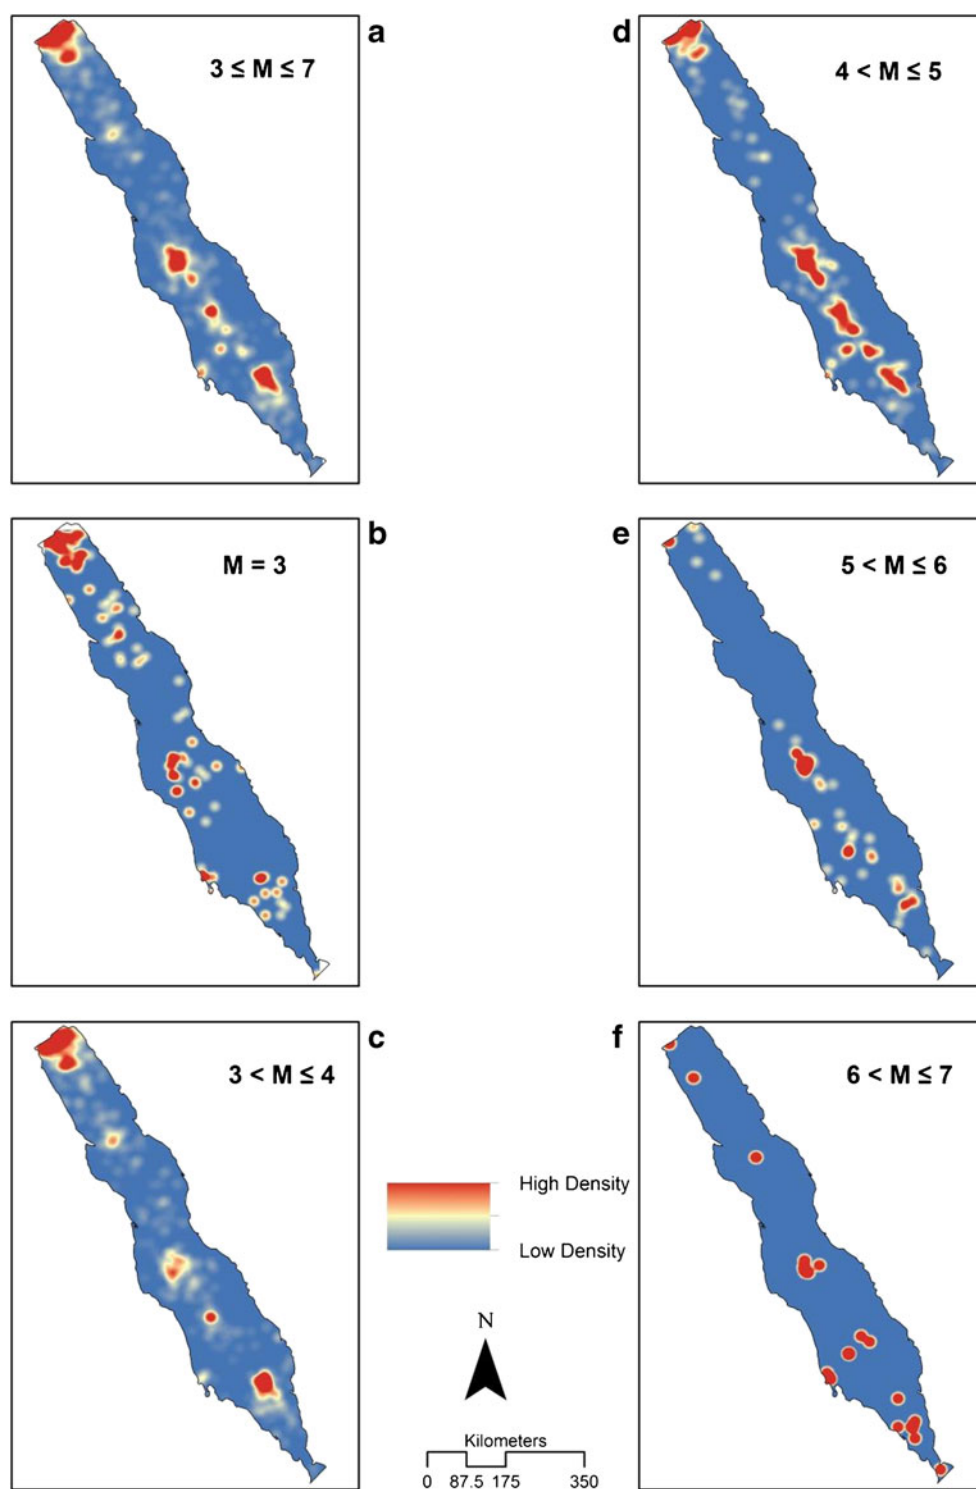 a
3 ≤ M ≤ 7
d
4 < M ≤ 5
b
M = 3
e
5 < M ≤ 6
c
3 < M ≤ 4
f
6 < M ≤ 7
High Density
Low Density
N
Kilometers
0 87.5 175 350